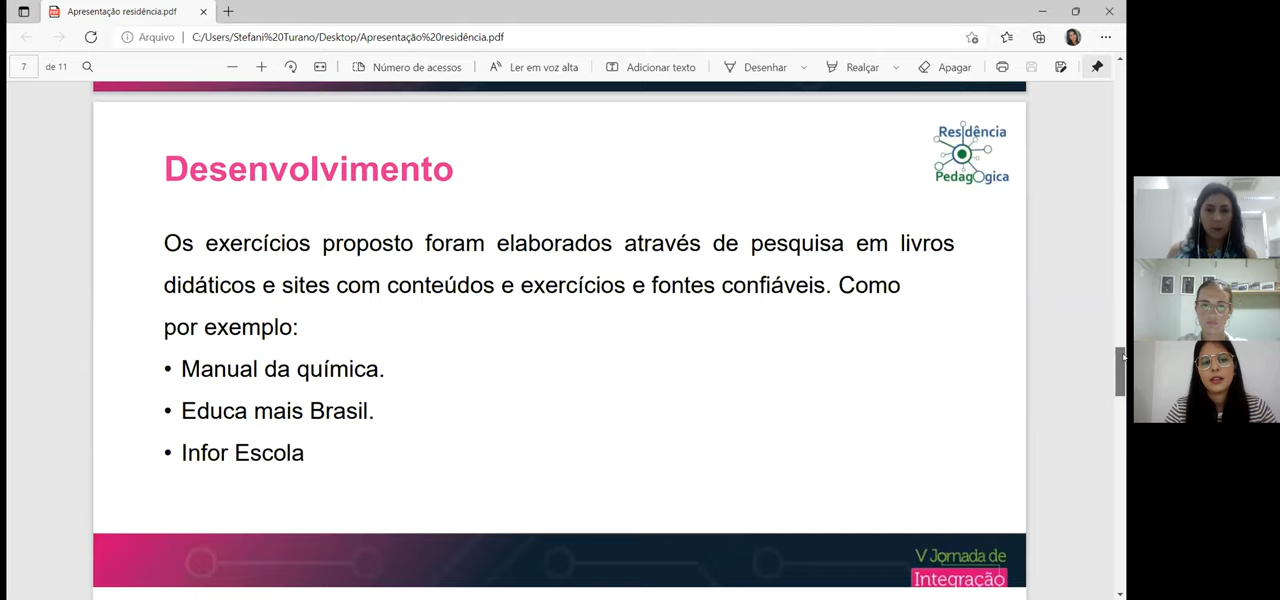 Apresentação residência.pdf
Arquivo
C:/Users/Stefani%20Turano/Desktop/Apresentação%20residência.pdf
7 de 11
Número de acessos
Ler em voz alta
Adicionar texto
Desenhar
Realçar
Apagar
Residência
Pedagógica
Desenvolvimento
Os exercícios proposto foram elaborados através de pesquisa em livros
didáticos e sites com conteúdos e exercícios e fontes confiáveis. Como
por exemplo:
• Manual da química.
• Educa mais Brasil.
• Infor Escola
V Jornada de
Integração